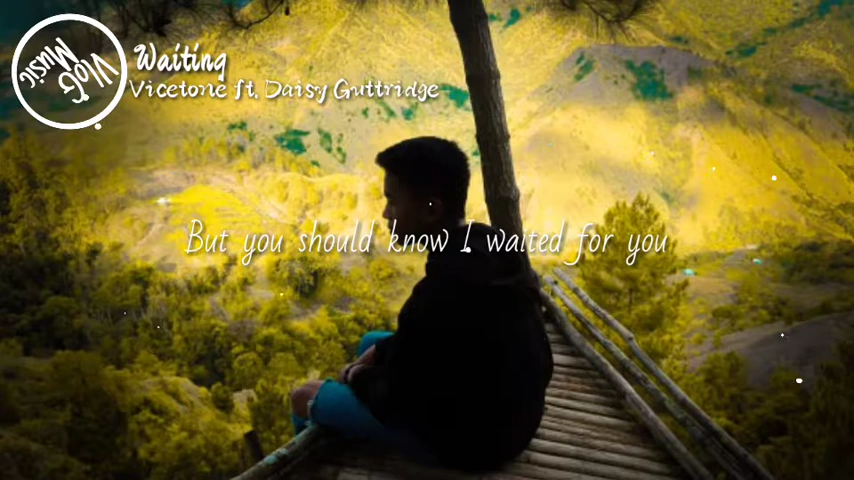 Music
Vlog
Waiting
Vicetone ft. Daisy Guttridge
But you should know I waited for you